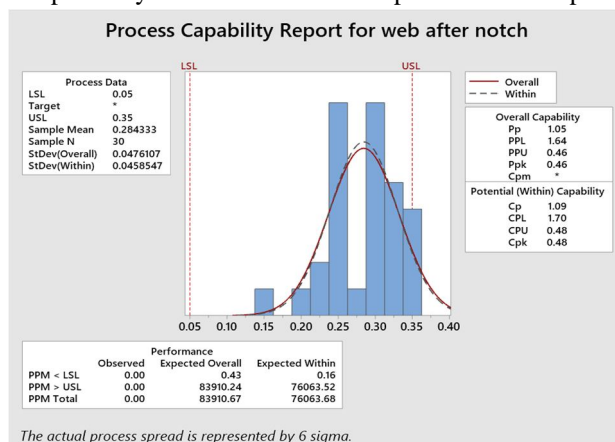 Process Capability Report for web after notch
LSL USL
Process Data
LSL 0.05
Target *
USL 0.35
Sample Mean 0.284333
Sample N 30
StDev(Overall) 0.0476107
StDev(Within) 0.0458547
Overall
Within
Overall Capability
Pp 1.05
PPL 1.64
PPU 0.46
Ppk 0.46
Cpm *
Potential (Within) Capability
Cp 1.09
CPL 1.70
CPU 0.48
Cpk 0.48
0.05 0.10 0.15 0.20 0.25 0.30 0.35 0.40
Performance
Observed Expected Overall Expected Within
PPM < LSL 0.00 0.43 0.16
PPM > USL 0.00 83910.24 76063.52
PPM Total 0.00 83910.67 76063.68
The actual process spread is represented by 6 sigma.